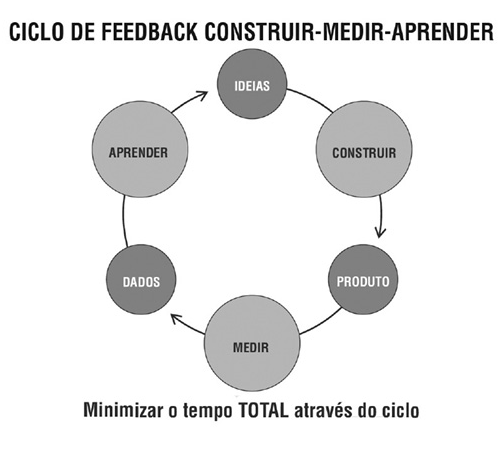 CICLO DE FEEDBACK CONSTRUIR-MEDIR-APRENDER
IDEIAS
APRENDER
CONSTRUIR
DADOS
PRODUTO
MEDIR
Minimizar o tempo TOTAL através do ciclo